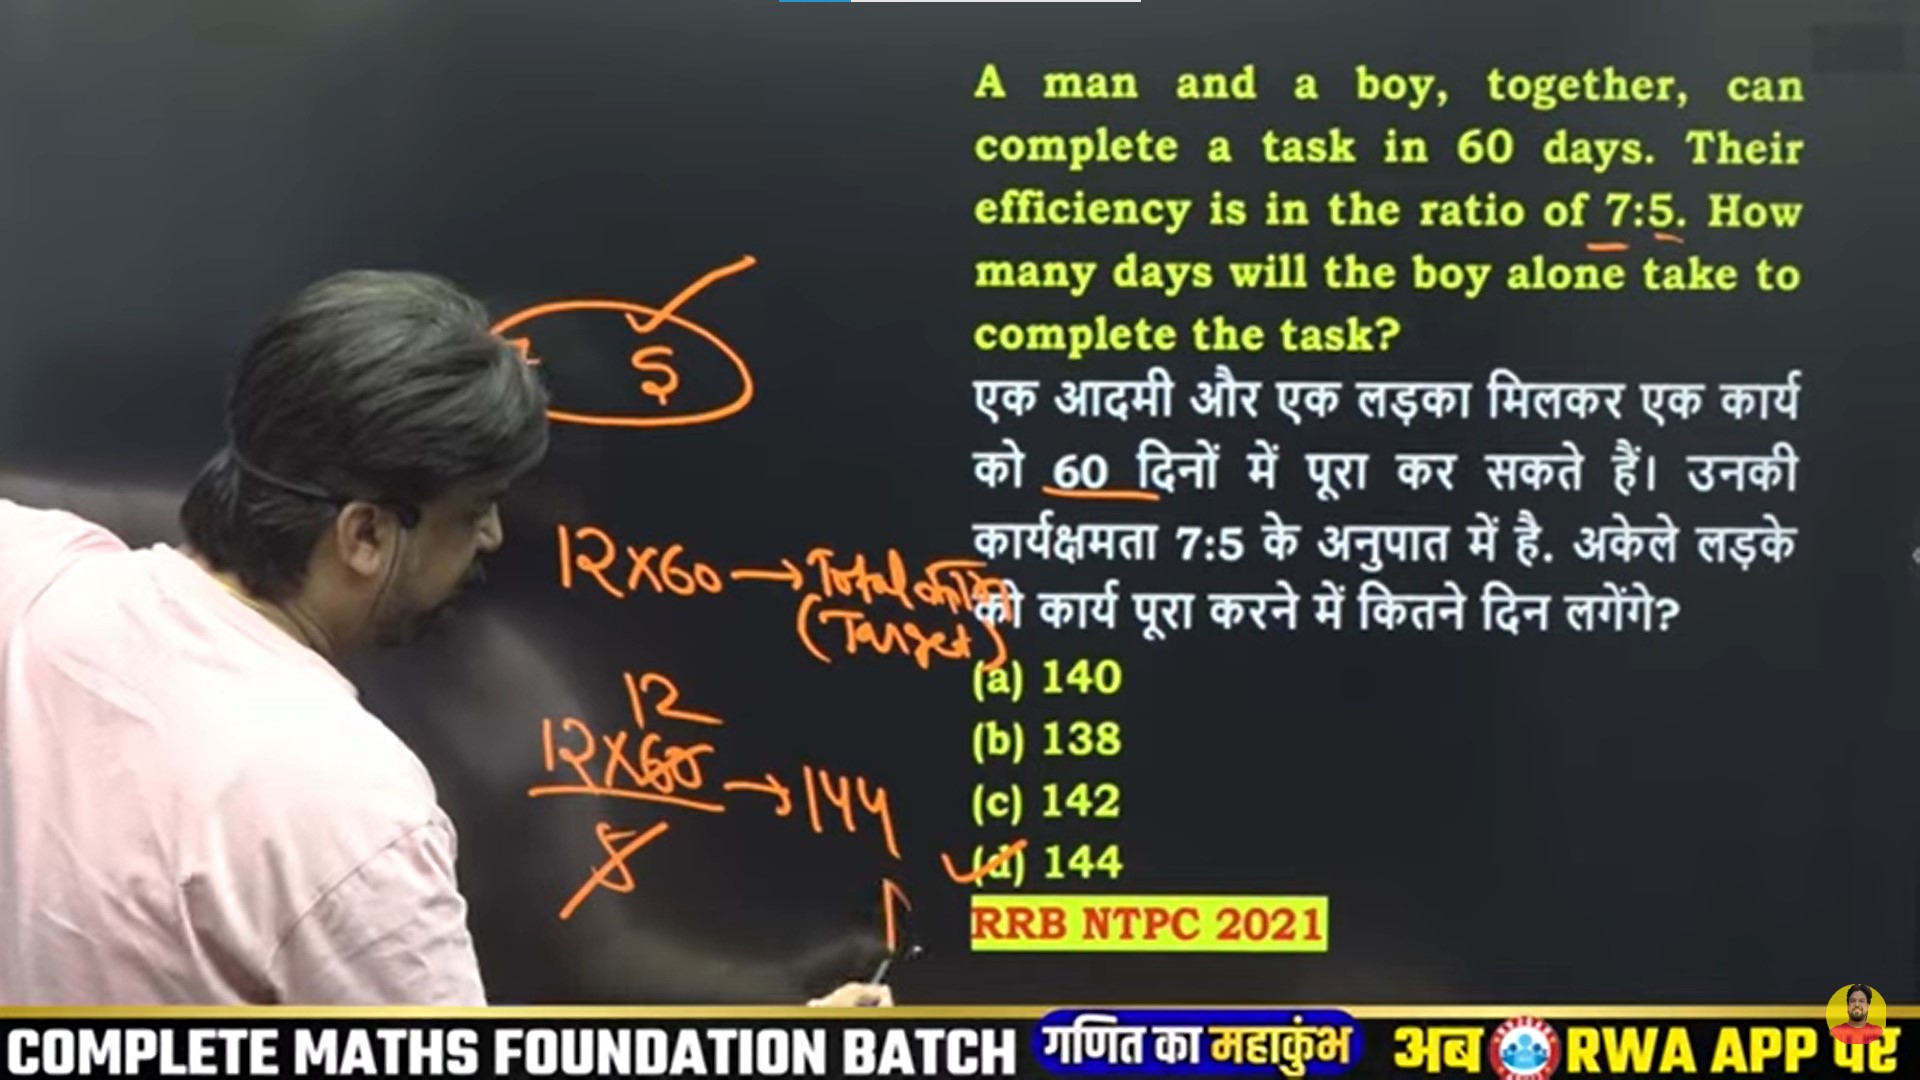 A man and a boy, together, can
complete a task in 60 days. Their
efficiency is in the ratio of 7:5. How
many days will the boy alone take to
complete the task?
एक आदमी और एक लड़का मिलकर एक कार्य
को 60 दिनों में पूरा कर सकते हैं। उनकी
कार्यक्षमता 7:5 के अनुपात में है. अकेले लड़के
को कार्य पूरा करने में कितने दिन लगेंगे?
(a) 140
(b) 138
(c) 142
(d) 144
RRB NTPC 2021
5
12x60 → Total कार्य
(Target)
12
12x60 → 144
5
COMPLETE MATHS FOUNDATION BATCH गणित का महाकुंभ अब RWA APP पर